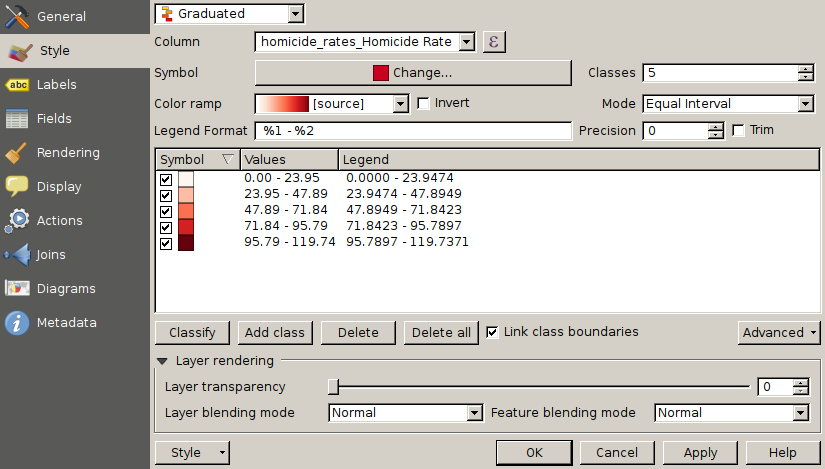 General
Style
Labels
Fields
Rendering
Display
Actions
Joins
Diagrams
Metadata
Graduated
Column homicide_rates_Homicide Rate ε
Symbol Change... Classes 5
Color ramp [source] Invert Mode Equal Interval
Legend Format %1 - %2 Precision 0 Trim
Symbol Values Legend
0.00 - 23.95 0.0000 - 23.9474
23.95 - 47.89 23.9474 - 47.8949
47.89 - 71.84 47.8949 - 71.8423
71.84 - 95.79 71.8423 - 95.7897
95.79 - 119.74 95.7897 - 119.7371
Classify Add class Delete Delete all Link class boundaries Advanced
Layer rendering
Layer transparency 0
Layer blending mode Normal Feature blending mode Normal
Style OK Cancel Apply Help
abc